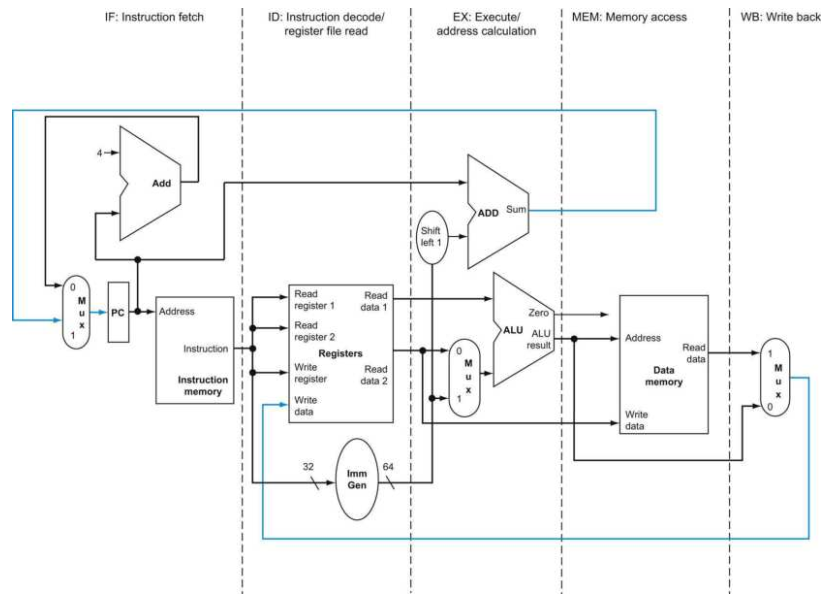 IF: Instruction fetch
ID: Instruction decode/
register file read
EX: Execute/
address calculation
MEM: Memory access
WB: Write back
4
Add
ADD
Sum
Shift
left 1
0
M
u
x
1
PC
Address
Instruction
Instruction
memory
Read
register 1
Read
register 2
Write
register
Write
data
Registers
Read
data 1
Read
data 2
0
M
u
x
1
Zero
ALU
ALU
result
Address
Read
data
Data
memory
Write
data
1
M
u
x
0
32
Imm
Gen
64